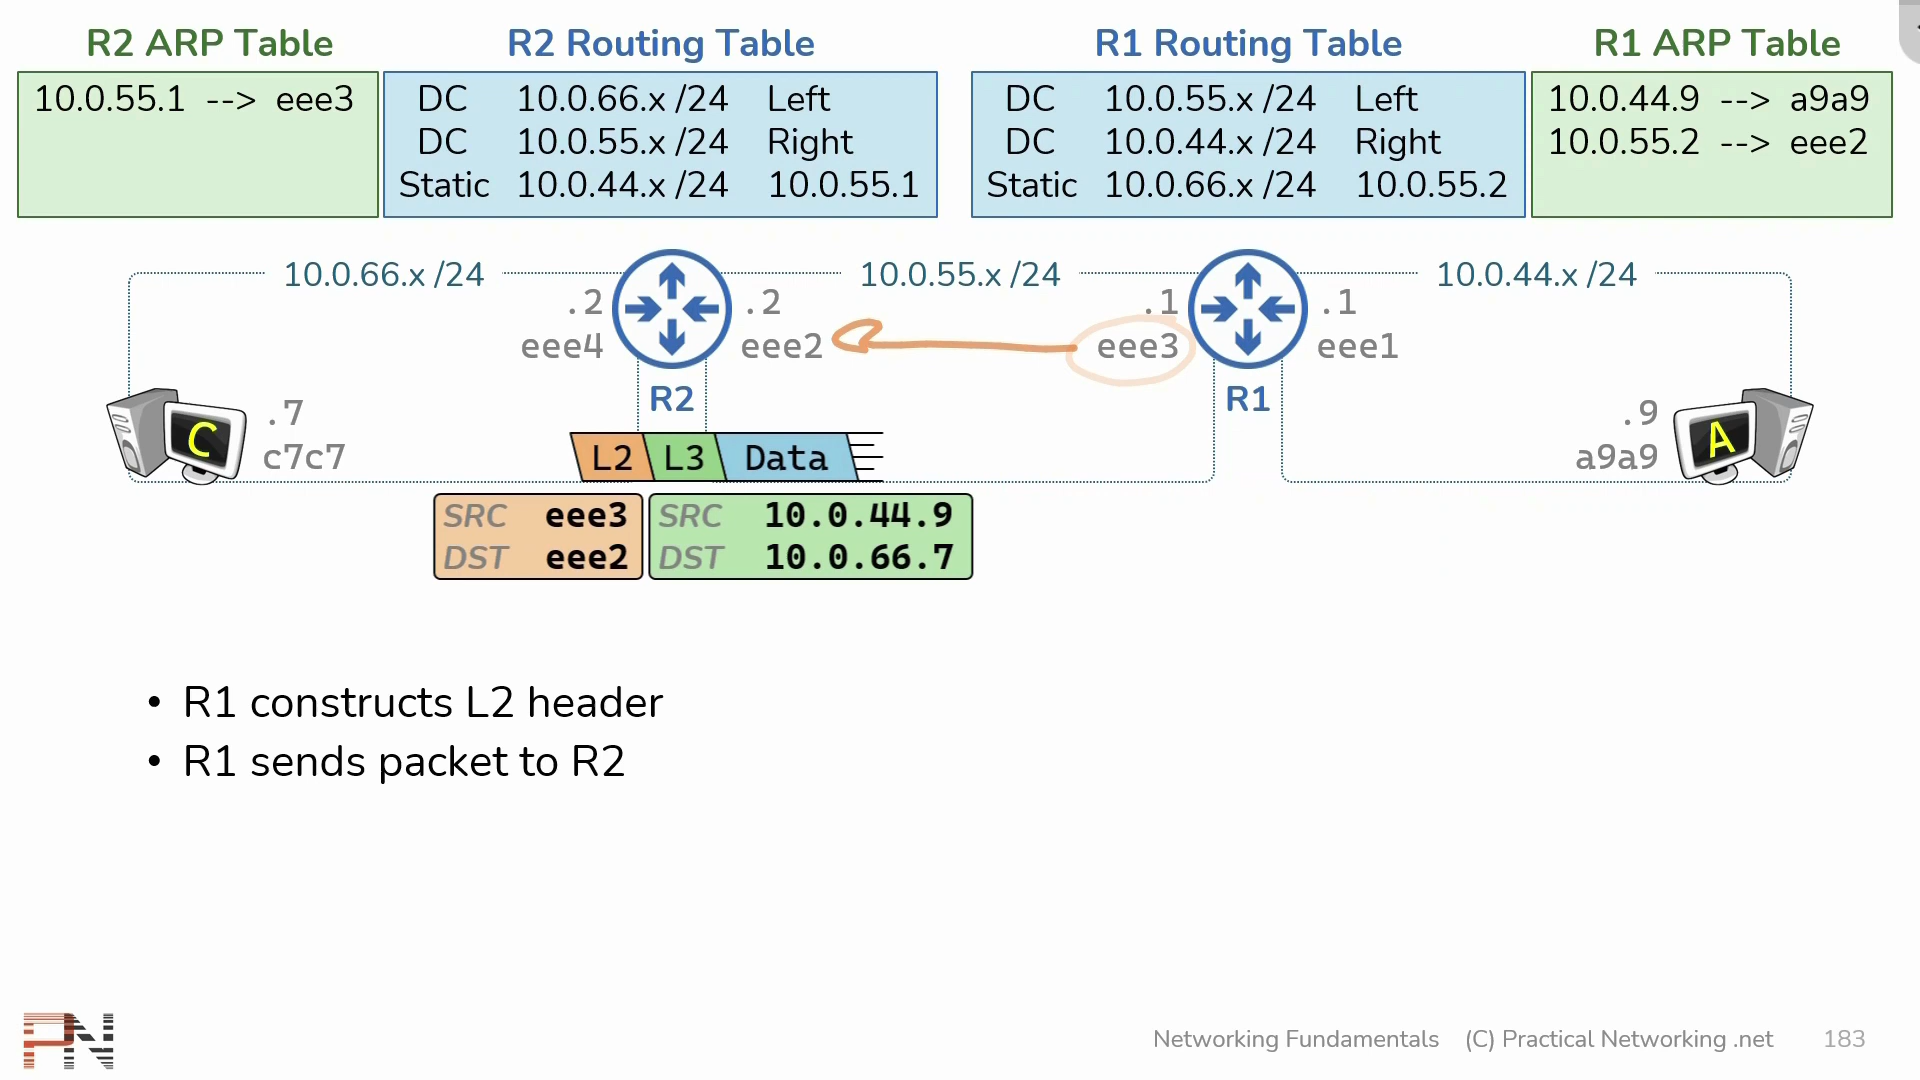 R2 ARP Table
10.0.55.1 --> eee3
R2 Routing Table
DC 10.0.66.x /24 Left
DC 10.0.55.x /24 Right
Static 10.0.44.x /24 10.0.55.1
R1 Routing Table
DC 10.0.55.x /24 Left
DC 10.0.44.x /24 Right
Static 10.0.66.x /24 10.0.55.2
R1 ARP Table
10.0.44.9 --> a9a9
10.0.55.2 --> eee2
10.0.66.x /24
10.0.55.x /24
10.0.44.x /24
.2
eee4
.2
eee2
.1
eee3
.1
eee1
R2
R1
C
.7
c7c7
.9
a9a9
A
L2 L3 Data
SRC eee3
DST eee2
SRC 10.0.44.9
DST 10.0.66.7
• R1 constructs L2 header
• R1 sends packet to R2
PN
Networking Fundamentals (C) Practical Networking .net 183